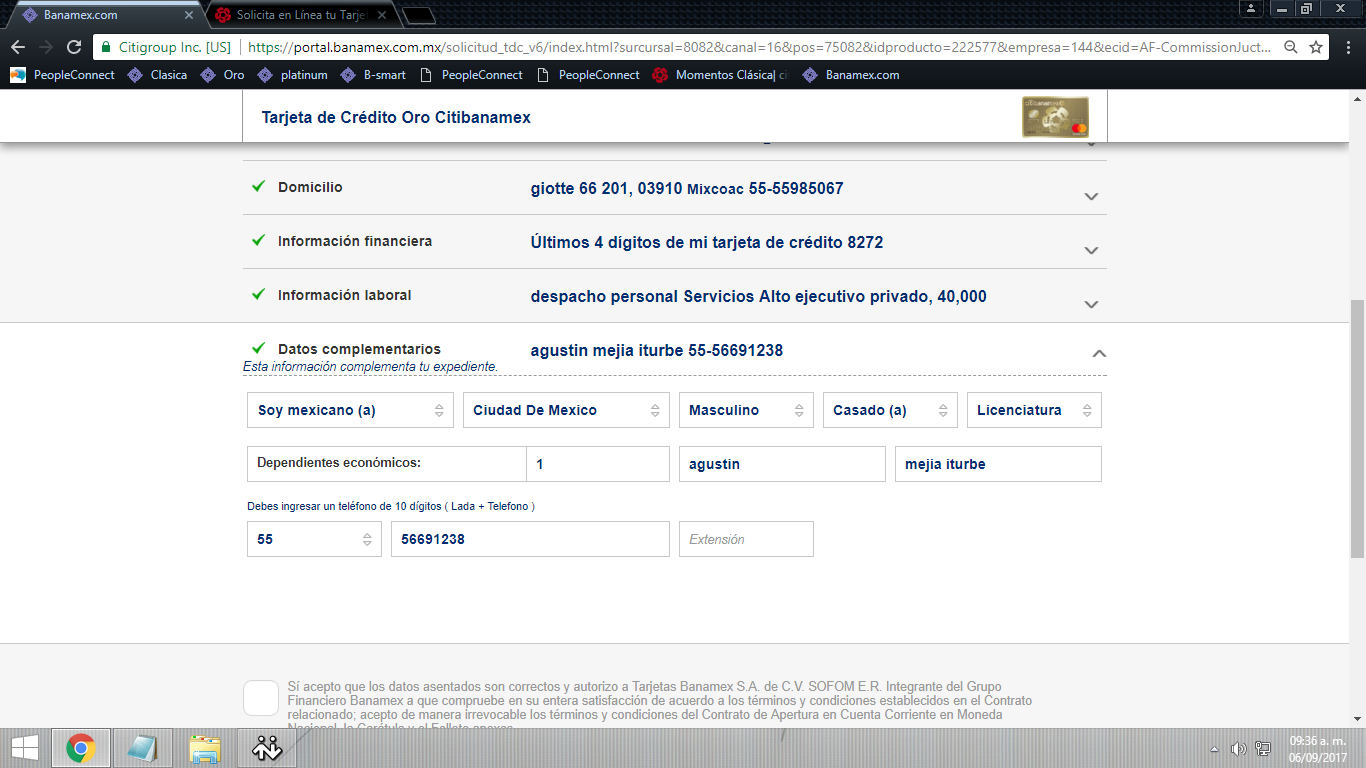 Banamex.com
Solicita en Línea tu Tarje
Citigroup Inc. [US]
https://portal.banamex.com.mx/solicitud_tdc_v6/index.html?surcursal=8082&canal=16&pos=75082&idproducto=222577&empresa=144&ecid=AF-CommissionJuct...
PeopleConnect Clasica Oro platinum B-smart PeopleConnect PeopleConnect Momentos Clásica| ci Banamex.com
Tarjeta de Crédito Oro Citibanamex
Domicilio giotte 66 201, 03910 Mixcoac 55-55985067
Información financiera Últimos 4 dígitos de mi tarjeta de crédito 8272
Información laboral despacho personal Servicios Alto ejecutivo privado, 40,000
Datos complementarios agustin mejia iturbe 55-56691238
Esta información complementa tu expediente.
Soy mexicano (a) Ciudad De Mexico Masculino Casado (a) Licenciatura
Dependientes económicos: 1 agustin mejia iturbe
Debes ingresar un teléfono de 10 dígitos ( Lada + Telefono )
55 56691238 Extensión
Sí acepto que los datos asentados son correctos y autorizo a Tarjetas Banamex S.A. de C.V. SOFOM E.R. Integrante del Grupo
Financiero Banamex a que compruebe en su entera satisfacción de acuerdo a los términos y condiciones establecidos en el Contrato
relacionado; acepto de manera irrevocable los términos y condiciones del Contrato de Apertura en Cuenta Corriente en Moneda
09:36 a. m.
06/09/2017